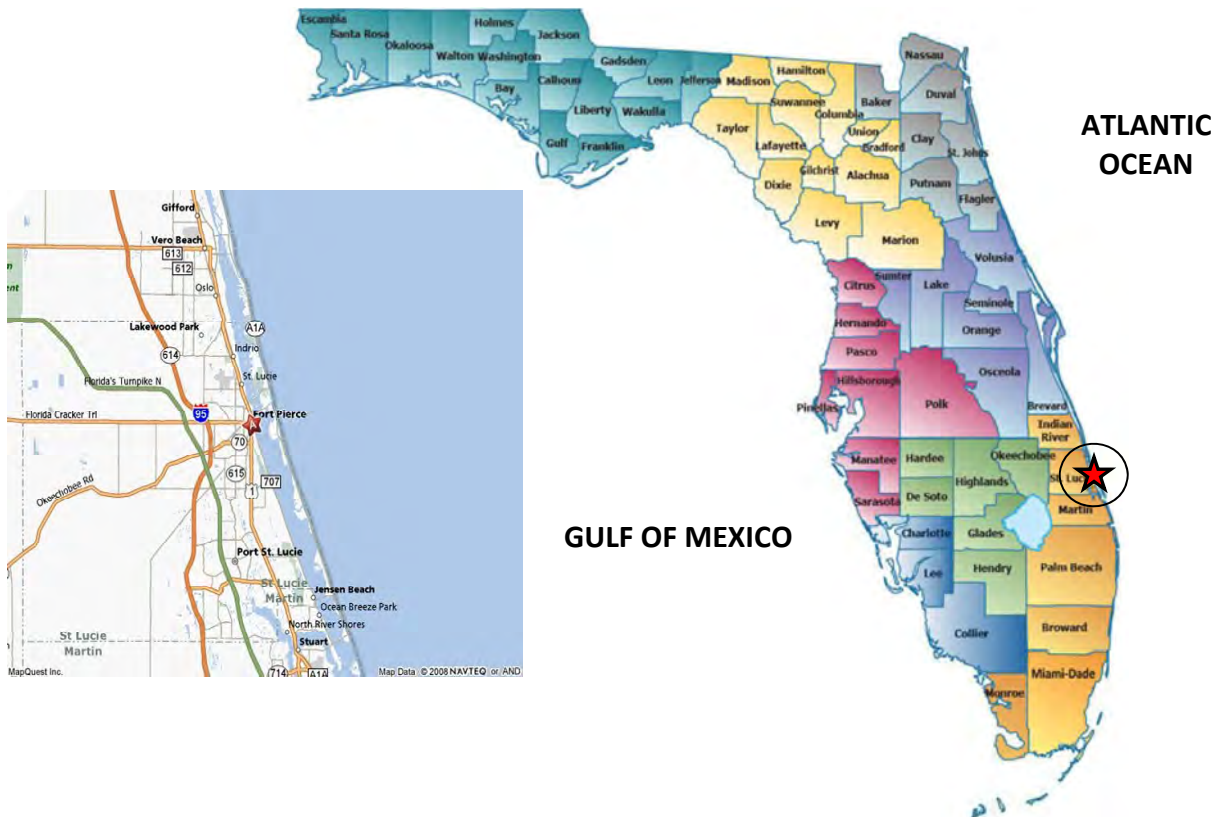 Escambia
Santa Rosa
Okaloosa
Walton
Holmes
Washington
Jackson
Bay
Calhoun
Gulf
Liberty
Franklin
Gadsden
Leon
Wakulla
Jefferson
Madison
Hamilton
Taylor
Suwannee
Lafayette
Columbia
Dixie
Gilchrist
Union
Bradford
Alachua
Levy
Marion
Baker
Nassau
Duval
Clay
St. Johns
Putnam
Flagler
ATLANTIC
OCEAN
Volusia
Citrus
Sumter
Lake
Seminole
Hernando
Orange
Pasco
Hillsborough
Osceola
Pinellas
Polk
Brevard
Indian
River
Manatee
Hardee
Okeechobee
Highlands
St. Luci
Sarasota
De Soto
Martin
GULF OF MEXICO
Charlotte
Glades
Lee
Hendry
Palm Beach
Collier
Broward
Monroe
Miami-Dade
Gifford
Vero Beach
613
612
Oslo
Lakewood Park
A1A
Indrio
614
St. Lucie
Florida's Turnpike N
Florida Cracker Trl
95
Fort Pierce
70
615
707
Okeechobee Rd
1
Port St. Lucie
St Lucie
Martin
Jensen Beach
Ocean Breeze Park
North River Shores
St Lucie
Martin
Stuart
714
A1A
MapQuest Inc.
Map Data © 2008 NAVTEQ or AND